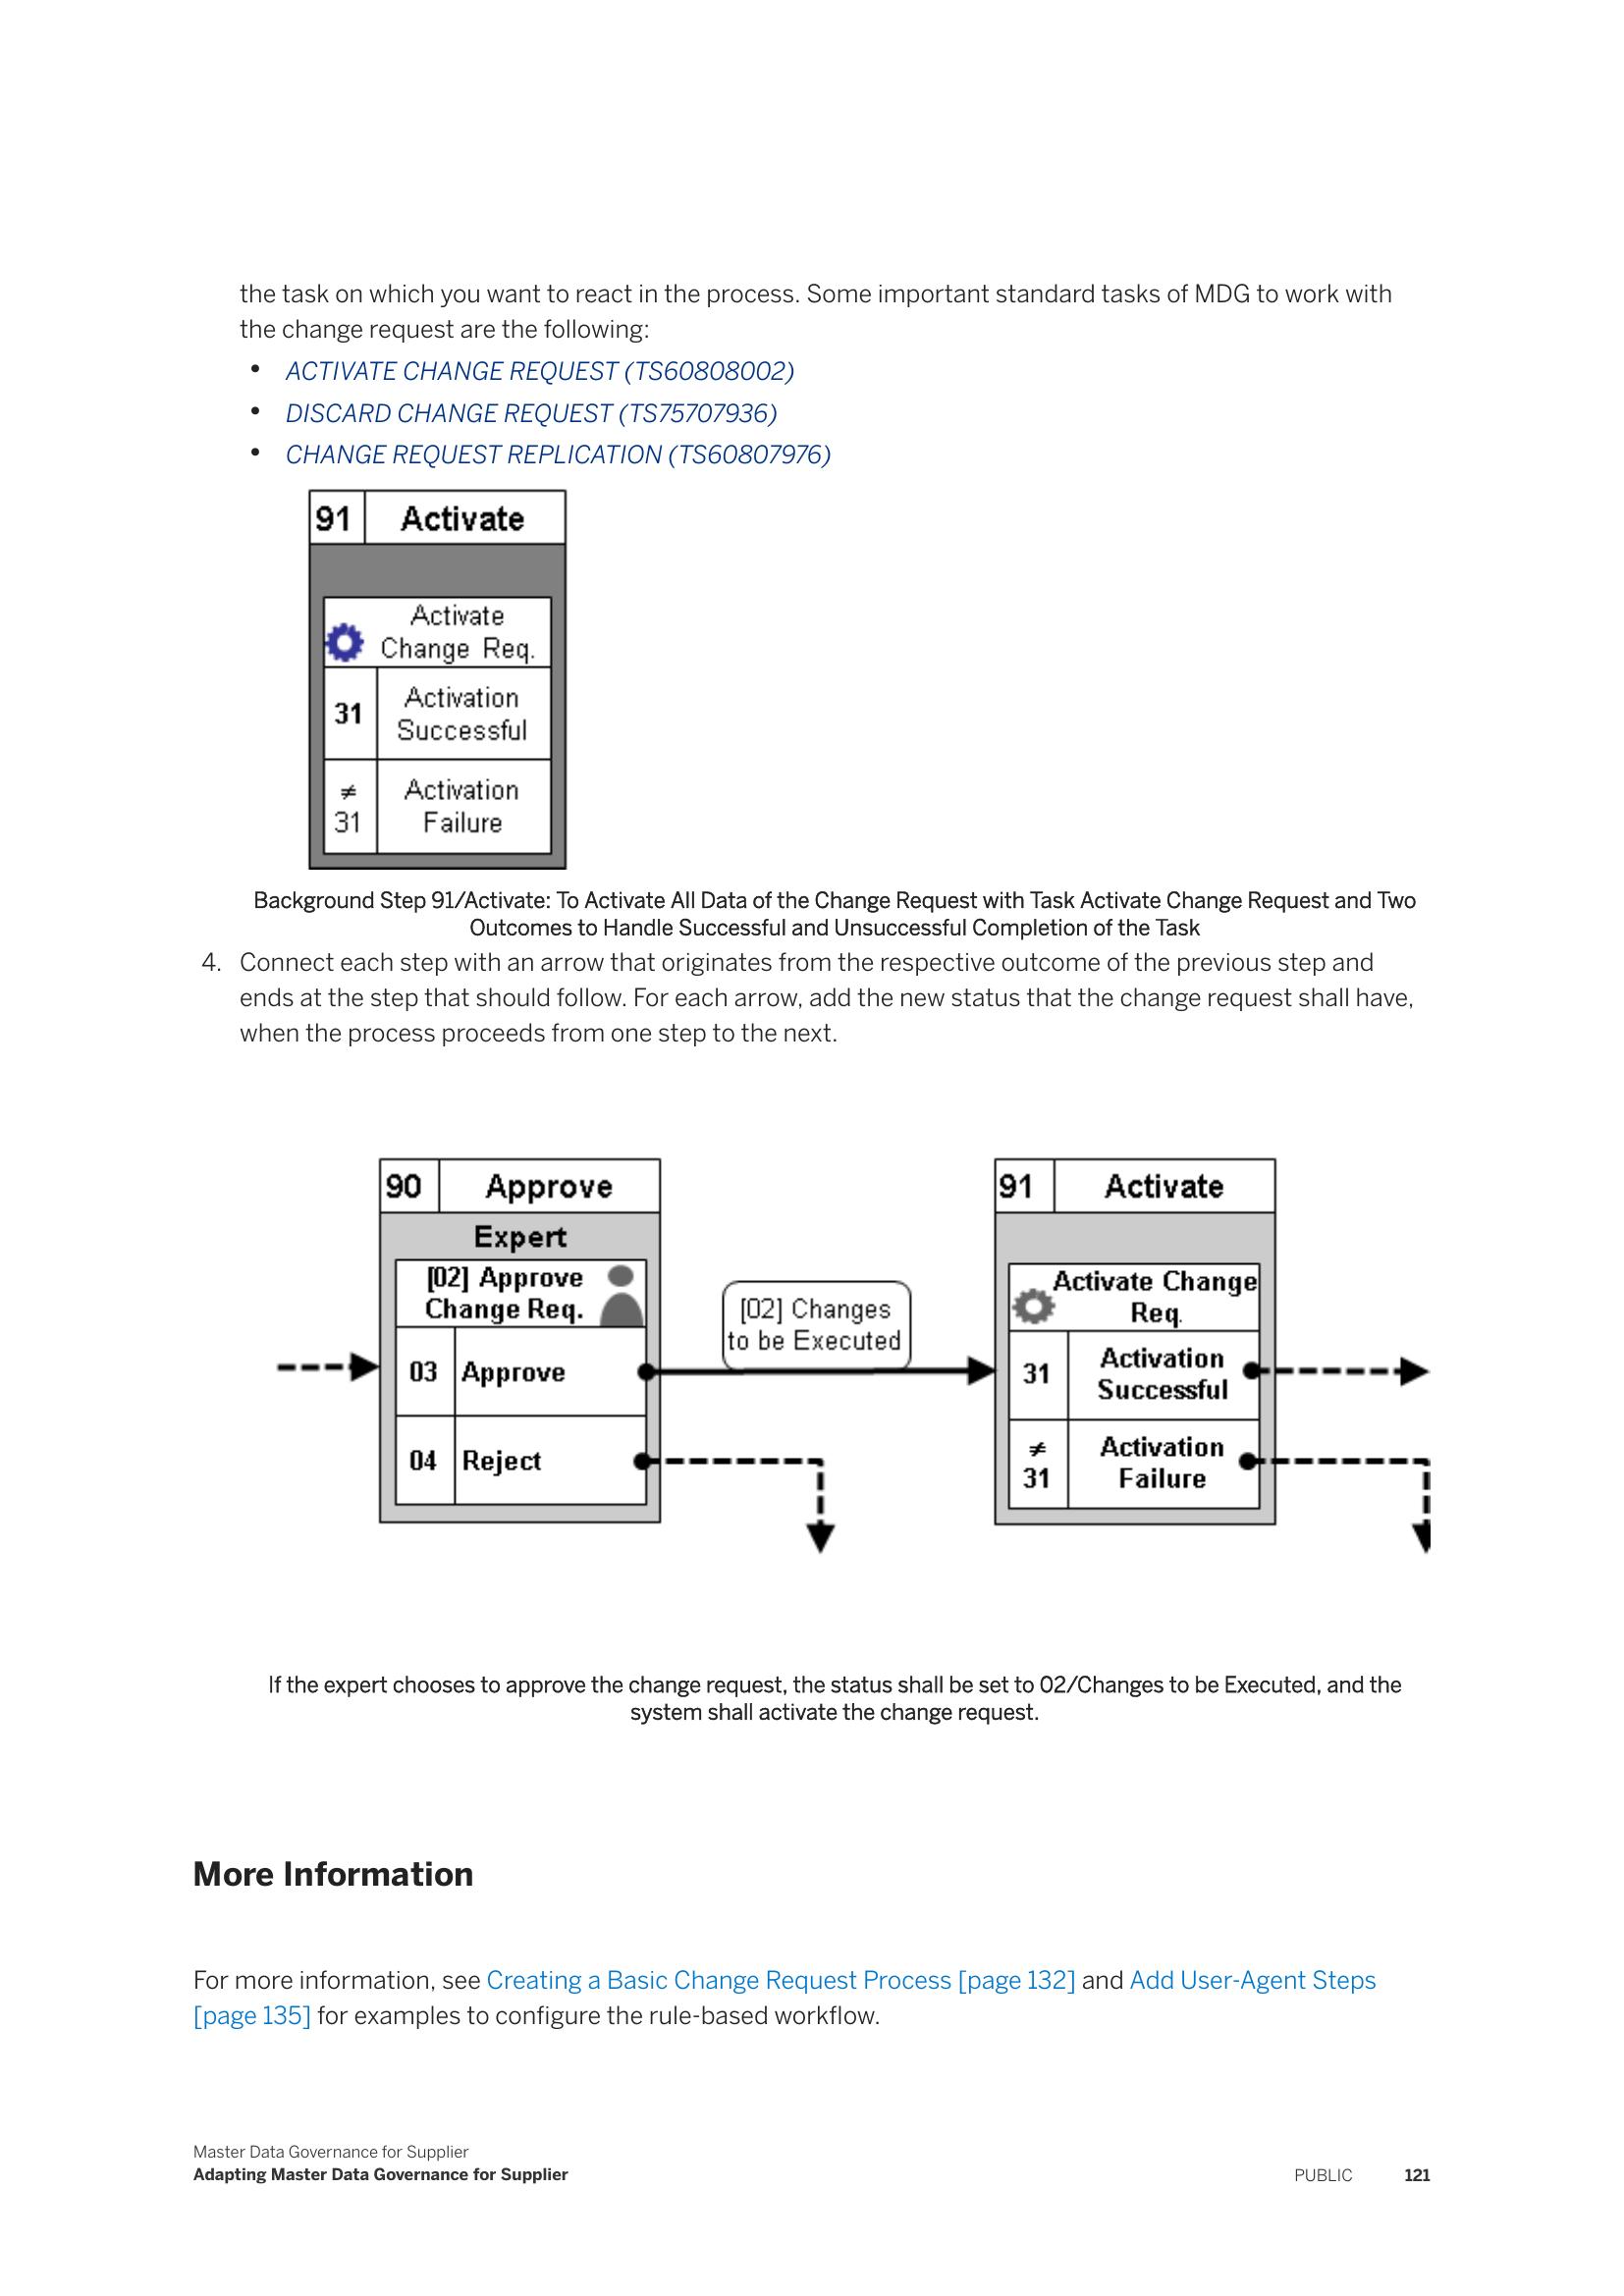 the task on which you want to react in the process. Some important standard tasks of MDG to work with
the change request are the following:
• ACTIVATE CHANGE REQUEST (TS60808002)
• DISCARD CHANGE REQUEST (TS75707936)
• CHANGE REQUEST REPLICATION (TS60807976)
91 Activate
Activate
Change Req.
31 Activation
Successful
≠ Activation
31 Failure
Background Step 91/Activate: To Activate All Data of the Change Request with Task Activate Change Request and Two
Outcomes to Handle Successful and Unsuccessful Completion of the Task
4. Connect each step with an arrow that originates from the respective outcome of the previous step and
ends at the step that should follow. For each arrow, add the new status that the change request shall have,
when the process proceeds from one step to the next.
90 Approve
Expert
[02] Approve
Change Req.
03 Approve
04 Reject
[02] Changes
to be Executed
91 Activate
Activate Change
Req.
31 Activation
Successful
≠ Activation
31 Failure
If the expert chooses to approve the change request, the status shall be set to 02/Changes to be Executed, and the
system shall activate the change request.
More Information
For more information, see Creating a Basic Change Request Process [page 132] and Add User-Agent Steps
[page 135] for examples to configure the rule-based workflow.
Master Data Governance for Supplier
Adapting Master Data Governance for Supplier
PUBLIC 121